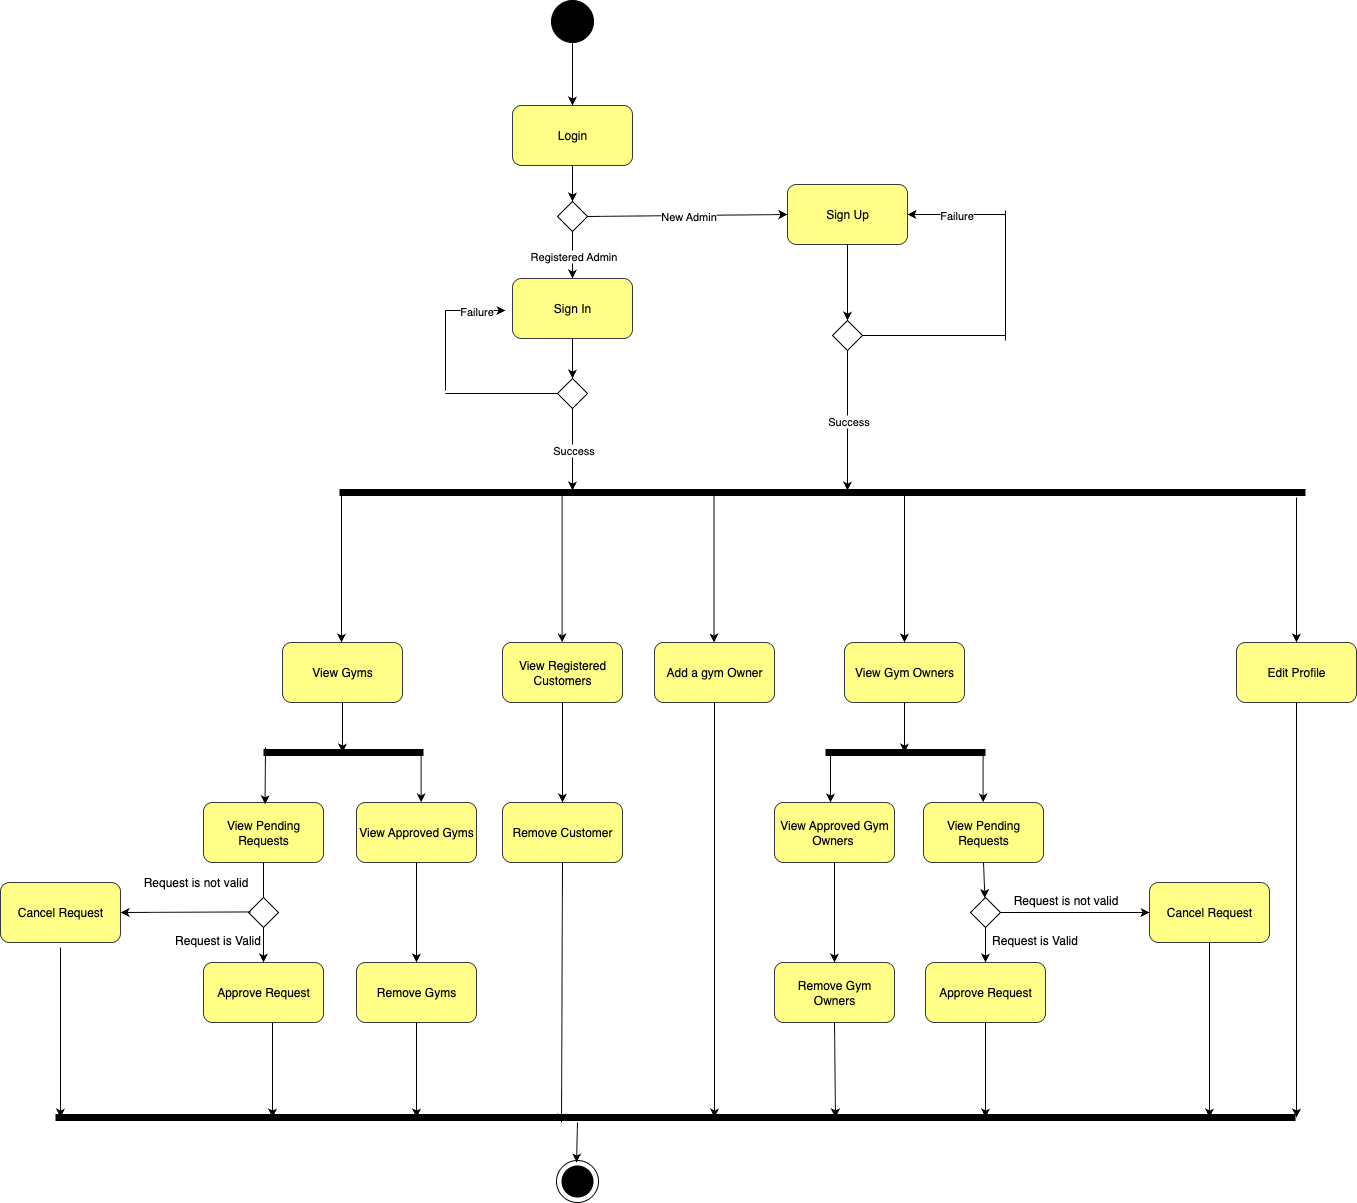 Login
Sign Up
New Admin
Failure
Registered Admin
Sign In
Failure
Success
Success
View Gyms
View Registered
Customers
Add a gym Owner
View Gym Owners
Edit Profile
View Pending
Requests
View Approved Gyms
Remove Customer
View Approved Gym
Owners
View Pending
Requests
Request is not valid
Cancel Request
Request is not valid
Cancel Request
Request is Valid
Request is Valid
Approve Request
Remove Gyms
Remove Gym
Owners
Approve Request